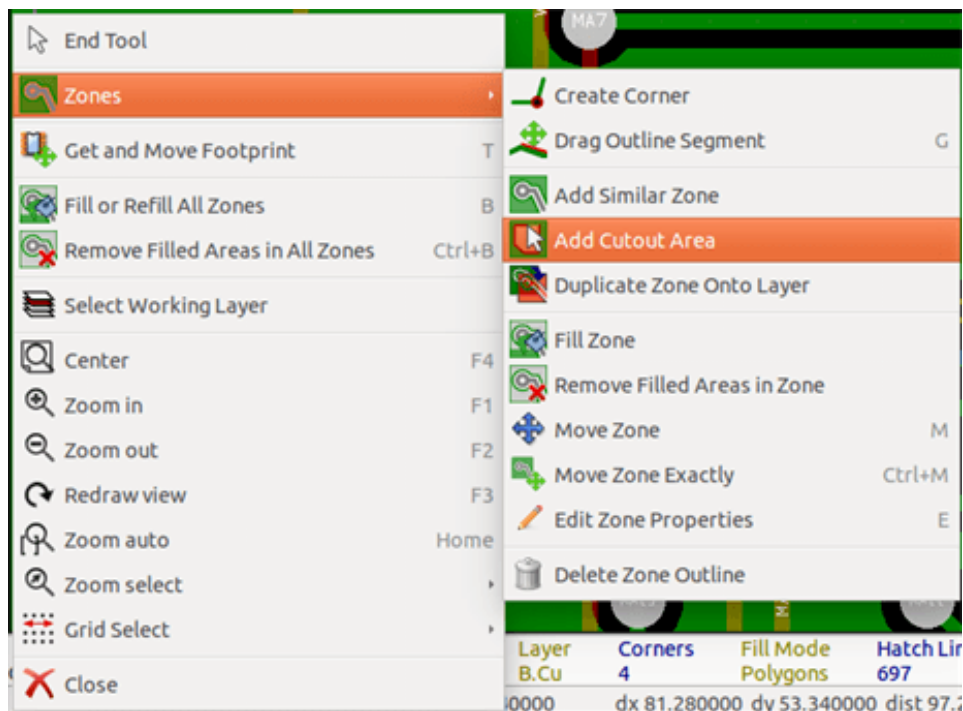 MA7
End Tool
Zones
Get and Move Footprint T
Fill or Refill All Zones B
Remove Filled Areas in All Zones Ctrl+B
Select Working Layer
Center F4
Zoom in F1
Zoom out F2
Redraw view F3
Zoom auto Home
Zoom select
Grid Select
Close
Create Corner
Drag Outline Segment G
Add Similar Zone
Add Cutout Area
Duplicate Zone Onto Layer
Fill Zone
Remove Filled Areas in Zone
Move Zone M
Move Zone Exactly Ctrl+M
Edit Zone Properties E
Delete Zone Outline
Layer Corners Fill Mode Hatch Lin
B.Cu 4 Polygons 697
40000 dx 81.280000 dy 53.340000 dist 97.2